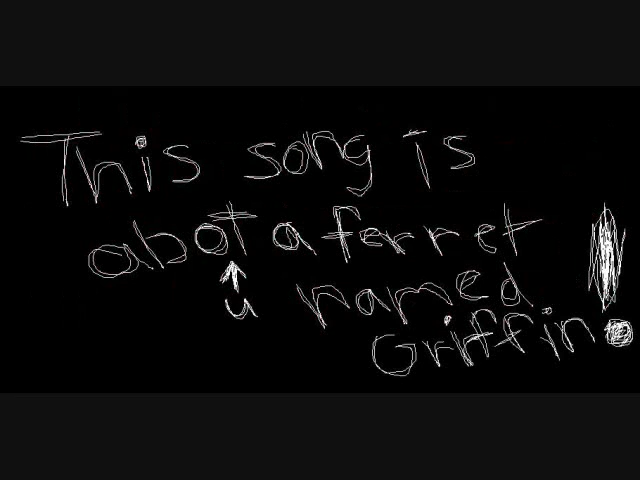 This song is
abot a ferret
u named
Griffin!